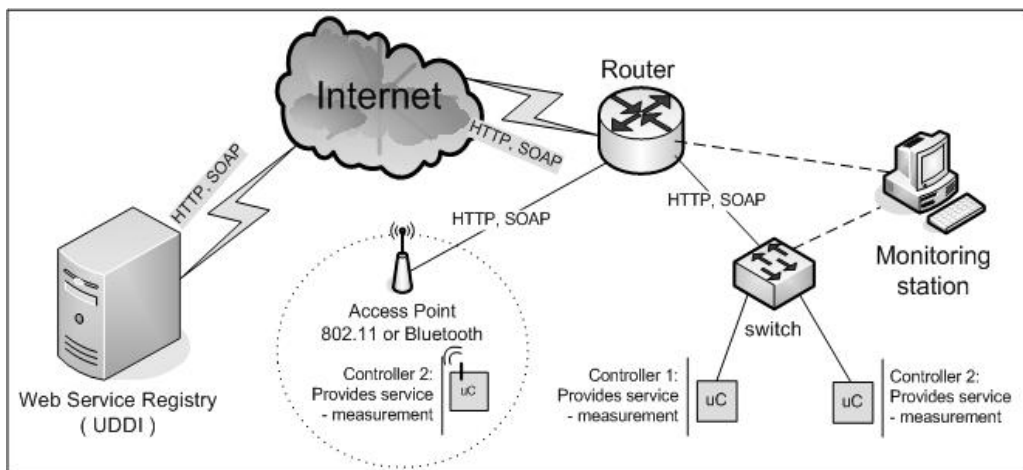 Internet
Router
HTTP, SOAP
HTTP, SOAP
HTTP, SOAP
HTTP, SOAP
Monitoring
station
Access Point
802.11 or Bluetooth
switch
Web Service Registry
( UDDI )
Controller 2:
Provides service
- measurement
uC
Controller 1:
Provides service
- measurement
uC
uC
Controller 2:
Provides service
- measurement